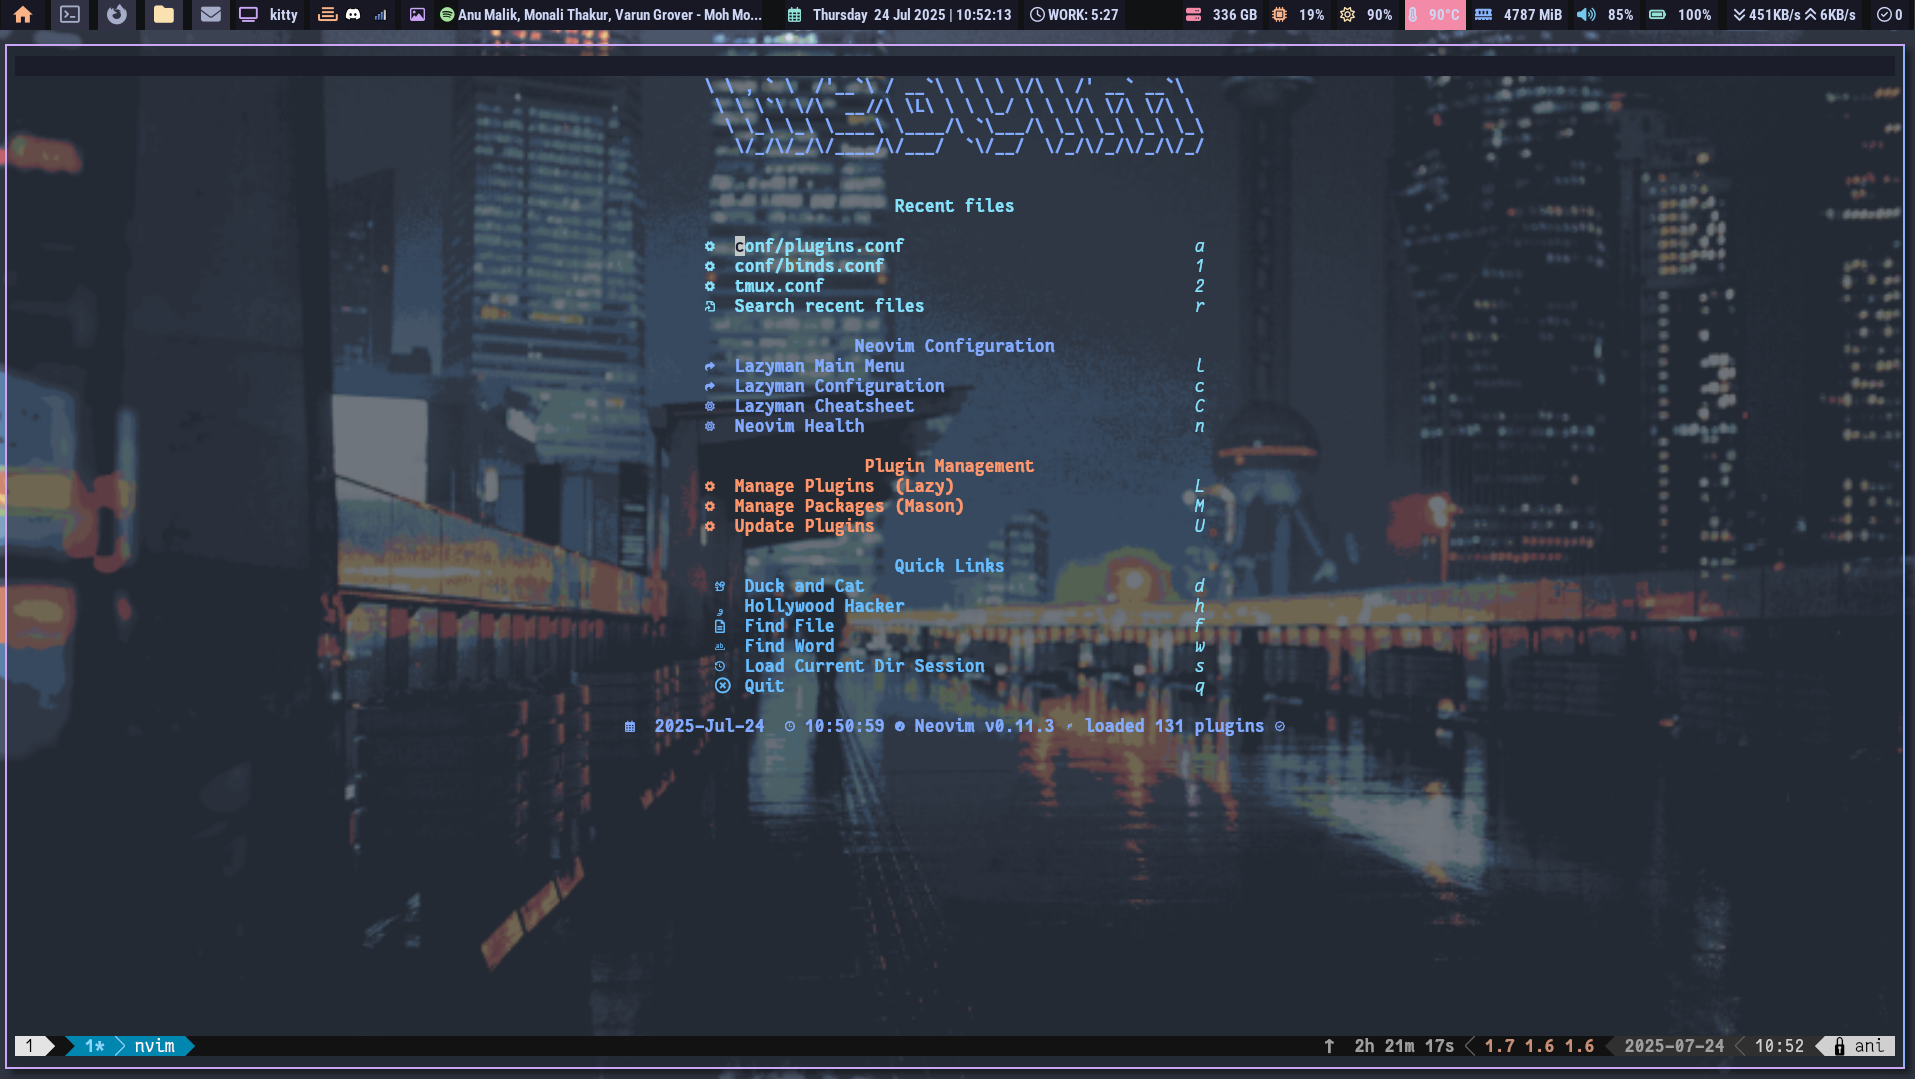 kitty Anu Malik, Monali Thakur, Varun Grover - Moh Mo... Thursday 24 Jul 2025 | 10:52:13 WORK: 5:27 336 GB 19% 90% 90°C 4787 MiB 85% 100% 451KB/s 6KB/s 0
Recent files
conf/plugins.conf a
conf/binds.conf 1
tmux.conf 2
Search recent files r
Neovim Configuration
Lazyman Main Menu l
Lazyman Configuration c
Lazyman Cheatsheet C
Neovim Health n
Plugin Management
Manage Plugins (Lazy) L
Manage Packages (Mason) M
Update Plugins U
Quick Links
Duck and Cat d
Hollywood Hacker h
Find File f
Find Word w
Load Current Dir Session s
Quit q
2025-Jul-24 10:50:59 Neovim v0.11.3 loaded 131 plugins
1 1* nvim ↑ 2h 21m 17s 1.7 1.6 1.6 2025-07-24 10:52 ani